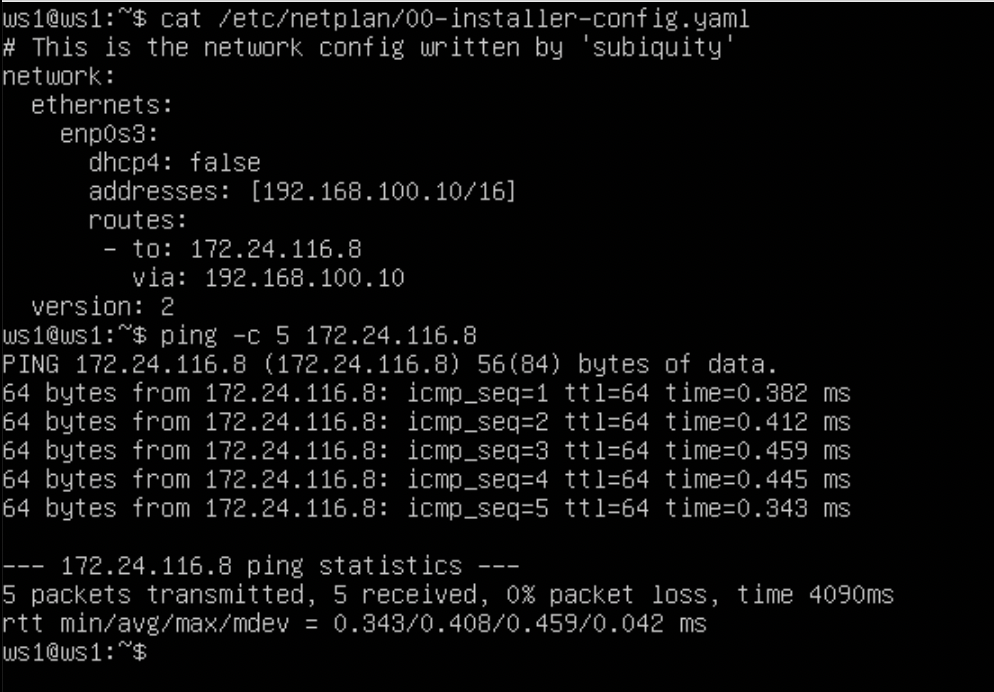 ws1@ws1:~$ cat /etc/netplan/00-installer-config.yaml
# This is the network config written by 'subiquity'
network:
  ethernets:
    enp0s3:
      dhcp4: false
      addresses: [192.168.100.10/16]
      routes:
       - to: 172.24.116.8
         via: 192.168.100.10
  version: 2
ws1@ws1:~$ ping -c 5 172.24.116.8
PING 172.24.116.8 (172.24.116.8) 56(84) bytes of data.
64 bytes from 172.24.116.8: icmp_seq=1 ttl=64 time=0.382 ms
64 bytes from 172.24.116.8: icmp_seq=2 ttl=64 time=0.412 ms
64 bytes from 172.24.116.8: icmp_seq=3 ttl=64 time=0.459 ms
64 bytes from 172.24.116.8: icmp_seq=4 ttl=64 time=0.445 ms
64 bytes from 172.24.116.8: icmp_seq=5 ttl=64 time=0.343 ms

--- 172.24.116.8 ping statistics ---
5 packets transmitted, 5 received, 0% packet loss, time 4090ms
rtt min/avg/max/mdev = 0.343/0.408/0.459/0.042 ms
ws1@ws1:~$